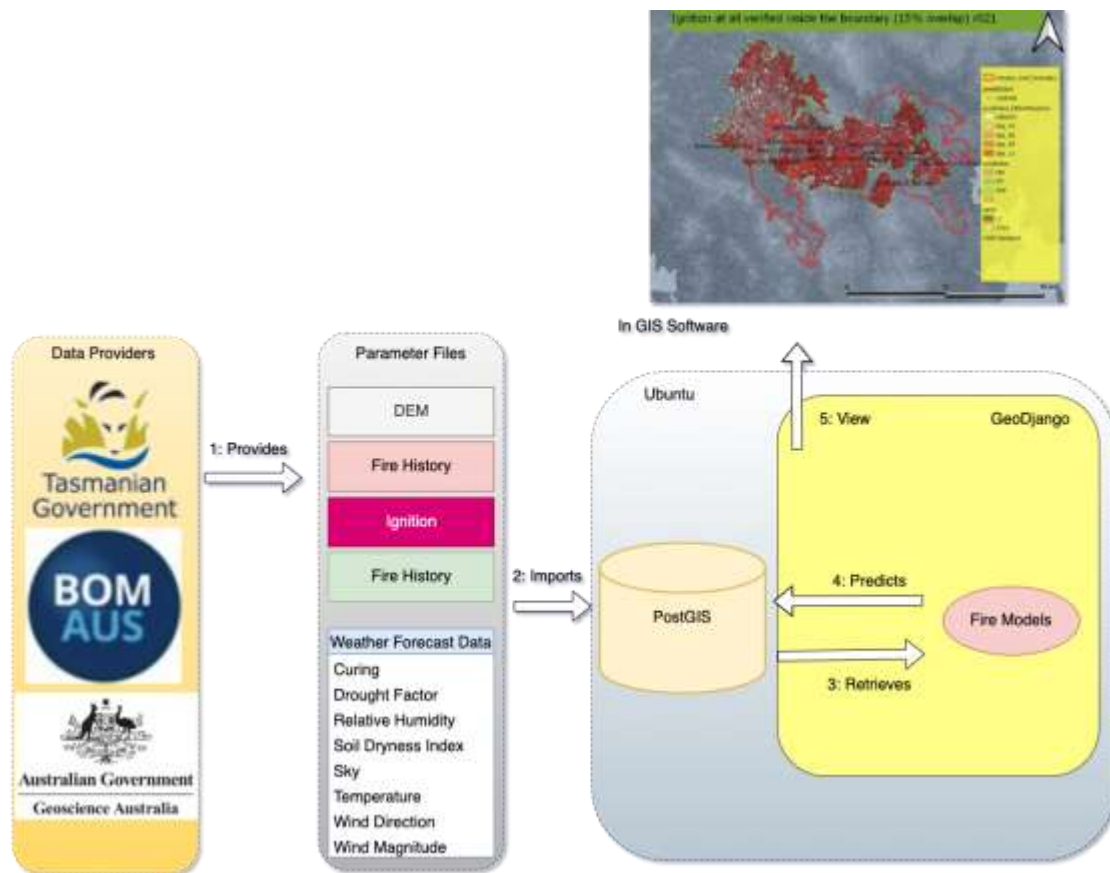 Ignition at all verified inside the boundary (15% overlap)
In GIS Software
Data Providers
Tasmanian
Government
BOM
AUS
Australian Government
Geoscience Australia
1: Provides
Parameter Files
DEM
Fire History
Ignition
Fire History
Weather Forecast Data
Curing
Drought Factor
Relative Humidity
Soil Dryness Index
Sky
Temperature
Wind Direction
Wind Magnitude
2: Imports
Ubuntu
PostGIS
5: View
GeoDjango
4: Predicts
Fire Models
3: Retrieves